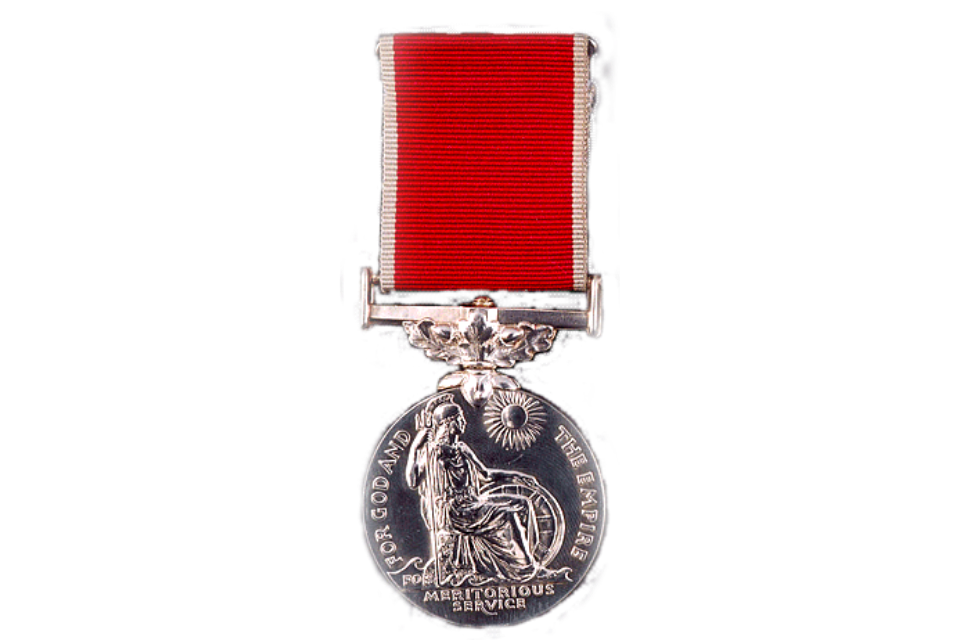 FOR GOD AND
THE EMPIRE
FOR
MERITORIOUS
SERVICE